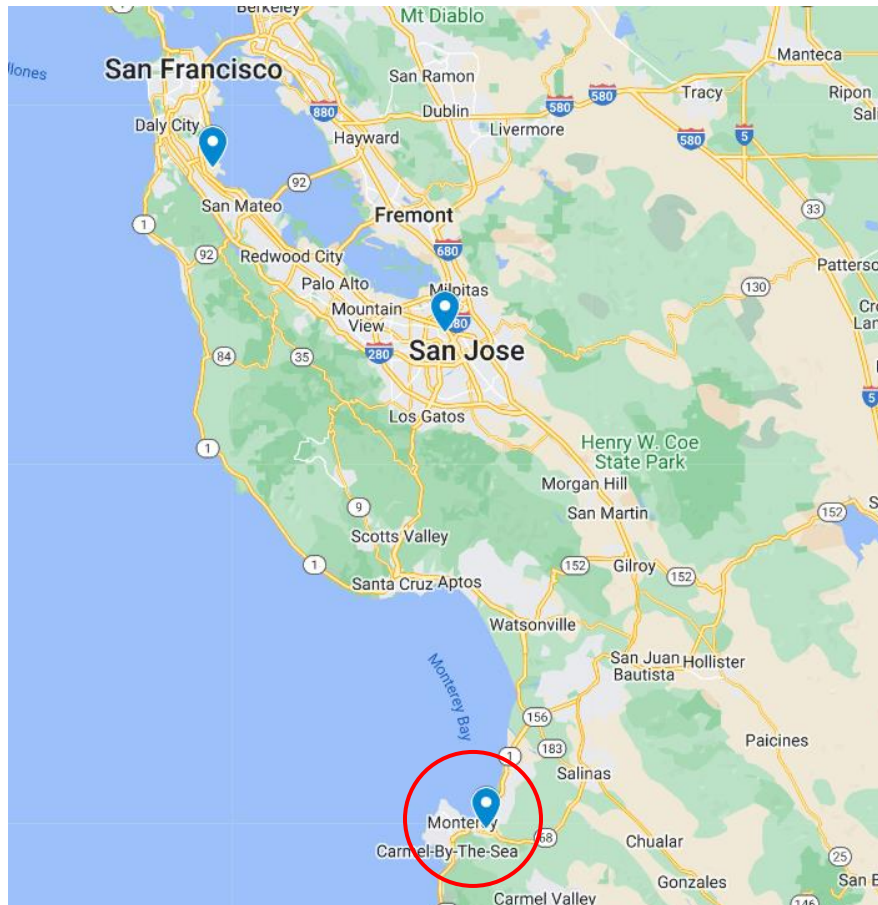 Berkeley
Mt Diablo
San Francisco
San Ramon
Manteca
580
580
Tracy
Ripon
880
Dublin
Daly City
Hayward
Livermore
580
5
92
San Mateo
Fremont
33
1
680
92
Redwood City
Palo Alto
Milpitas
130
Mountain
View
280
San Jose
84
35
5
Los Gatos
1
Henry W. Coe
State Park
Morgan Hill
9
San Martin
152
Scotts Valley
1
152
Gilroy
152
Santa Cruz
Aptos
Watsonville
Monterey Bay
San Juan
Bautista
Hollister
156
183
1
Paicines
Salinas
Monterey
68
Chualar
Carmel-By-The-Sea
25
Gonzales
Carmel Valley
146